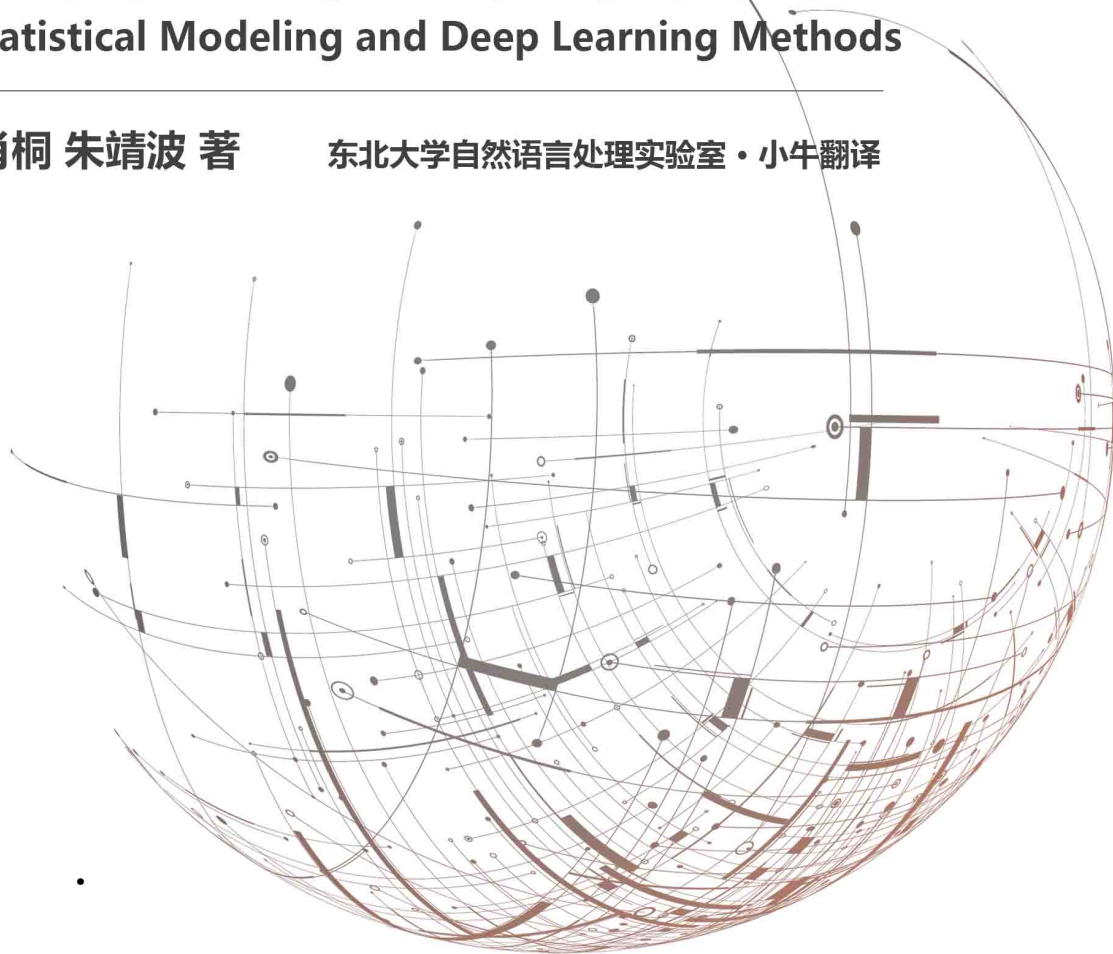 atistical Modeling and Deep Learning Methods
肖桐 朱靖波 著 东北大学自然语言处理实验室·小牛翻译